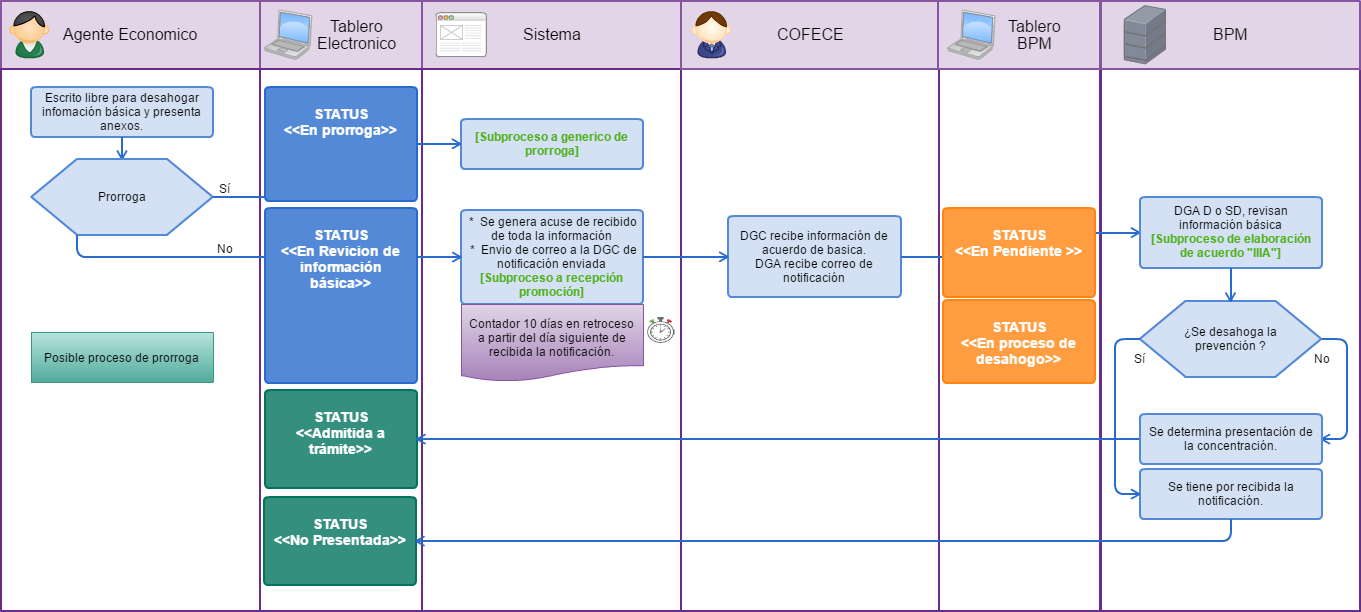 Agente Economico
Tablero
Electronico
Sistema
COFECE
Tablero
BPM
BPM
Escrito libre para desahogar
infomación básica y presenta
anexos.
Prorroga
Sí
No
Posible proceso de prorroga
STATUS
<<En prorroga>>
STATUS
<<En Revicion de
información
básica>>
STATUS
<<Admitida a
trámite>>
STATUS
<<No Presentada>>
[Subproceso a generico de
prorroga]
* Se genera acuse de recibido
de toda la información
* Envio de correo a la DGC de
notificación enviada
[Subproceso a recepción
promoción]
Contador 10 días en retroceso
a partir del día siguiente de
recibida la notificación.
DGC recibe información de
acuerdo de basica.
DGA recibe correo de
notificación
STATUS
<<En Pendiente >>
STATUS
<<En proceso de
desahogo>>
DGA D o SD, revisan
información básica
[Subproceso de elaboración
de acuerdo "IIIA"]
¿Se desahoga la
prevención ?
Sí
No
Se determina presentación de
la concentración.
Se tiene por recibida la
notificación.